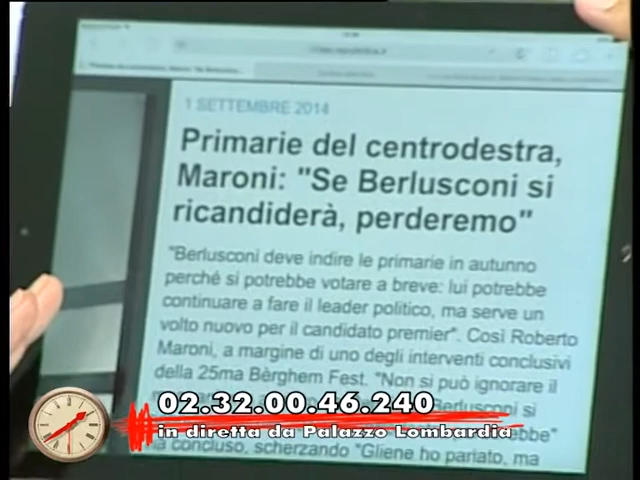 1 SETTEMBRE 2014
Primarie del centrodestra,
Maroni: "Se Berlusconi si
ricandiderà, perderemo"
"Berlusconi deve indire le primarie in autunno
perché si potrebbe votare a breve: lui potrebbe
continuare a fare il leader politico, ma serve un
volto nuovo per il candidato premier". Così Roberto
Maroni, a margine di uno degli interventi conclusivi
della 25ma Bèrghem Fest. "Non si può ignorare il
Berlusconi si
02.32.00.46.240
in diretta da Palazzo Lombardia
ha concluso, scherzando "Gliene ho parlato, ma